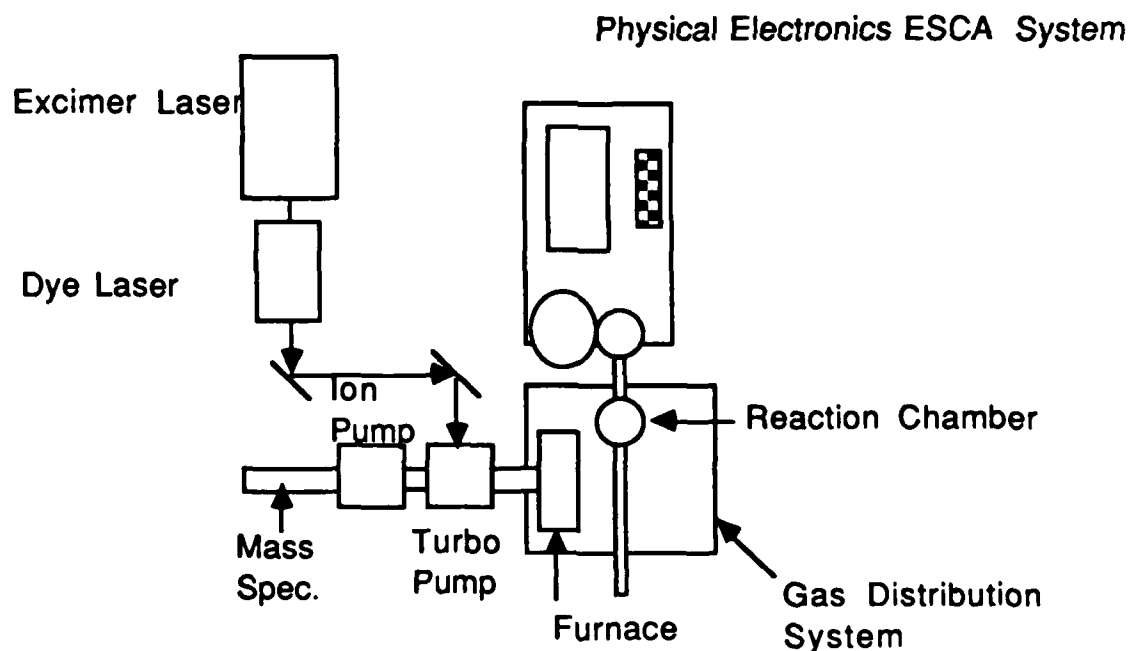 Physical Electronics ESCA System
Excimer Laser
Dye Laser
Ion
Pump
Reaction Chamber
Mass
Spec.
Turbo
Pump
Furnace
Gas Distribution
System